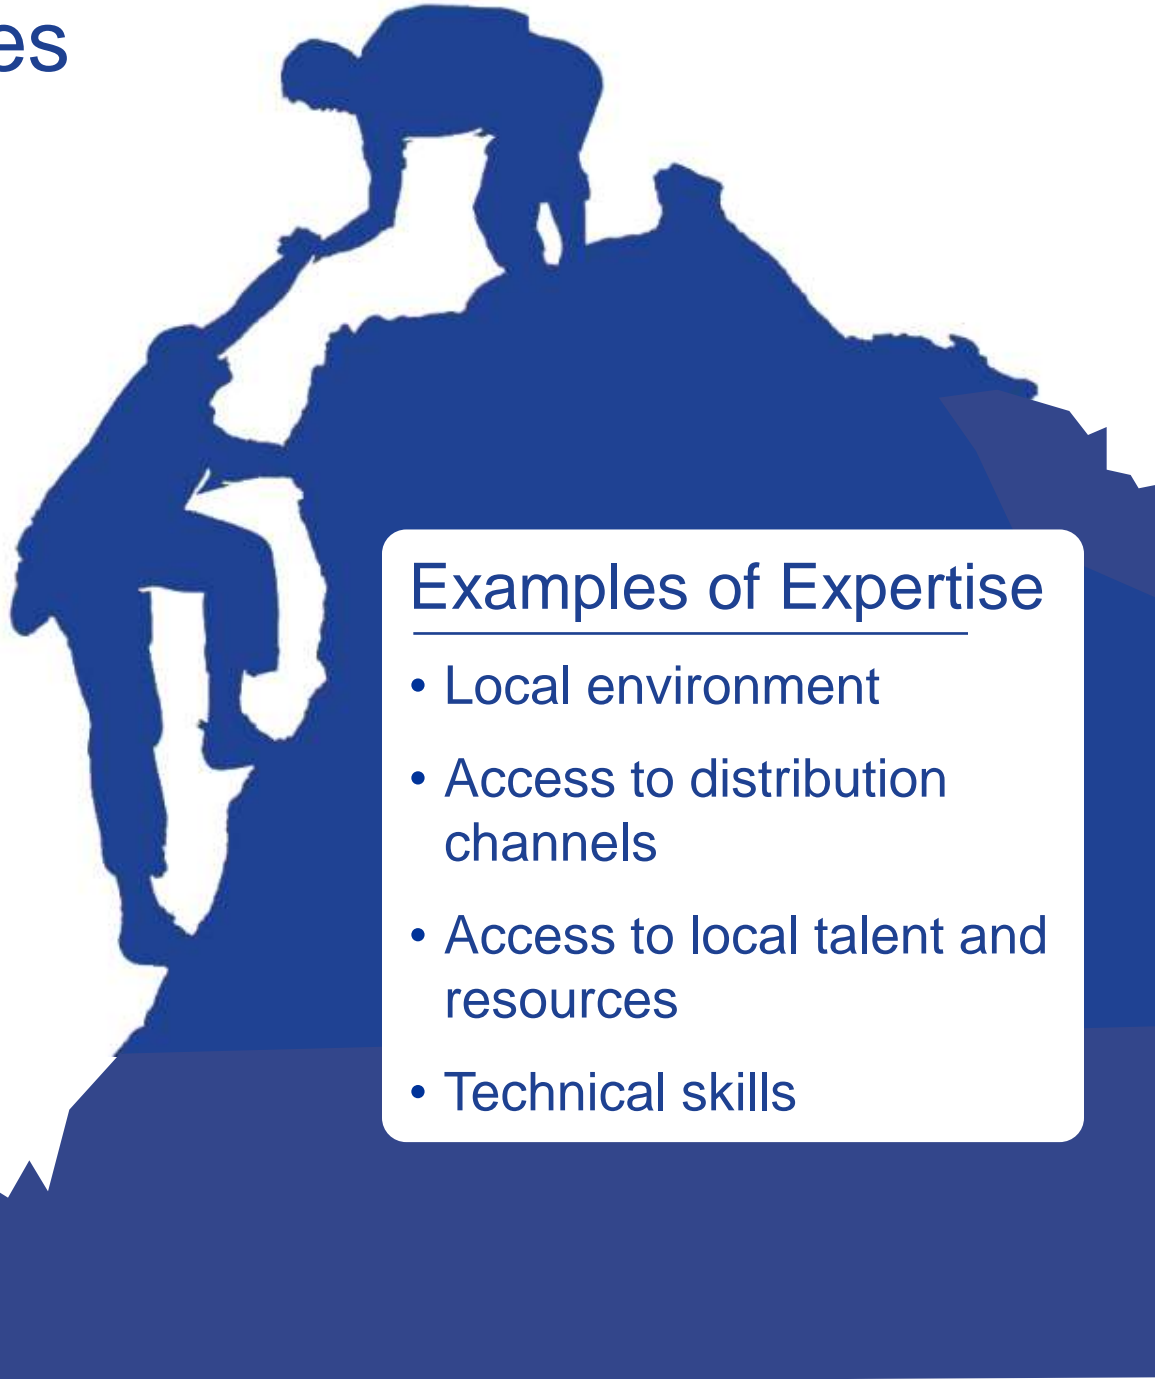 es
Examples of Expertise
• Local environment
• Access to distribution
channels
• Access to local talent and
resources
• Technical skills